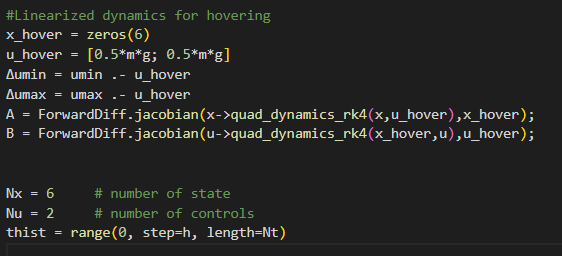 #Linearized dynamics for hovering
x_hover = zeros(6)
u_hover = [0.5*m*g; 0.5*m*g]
Δumin = umin .- u_hover
Δumax = umax .- u_hover
A = ForwardDiff.jacobian(x->quad_dynamics_rk4(x,u_hover),x_hover);
B = ForwardDiff.jacobian(u->quad_dynamics_rk4(x_hover,u),u_hover);
Nx = 6     # number of state
Nu = 2     # number of controls
thist = range(0, step=h, length=Nt)